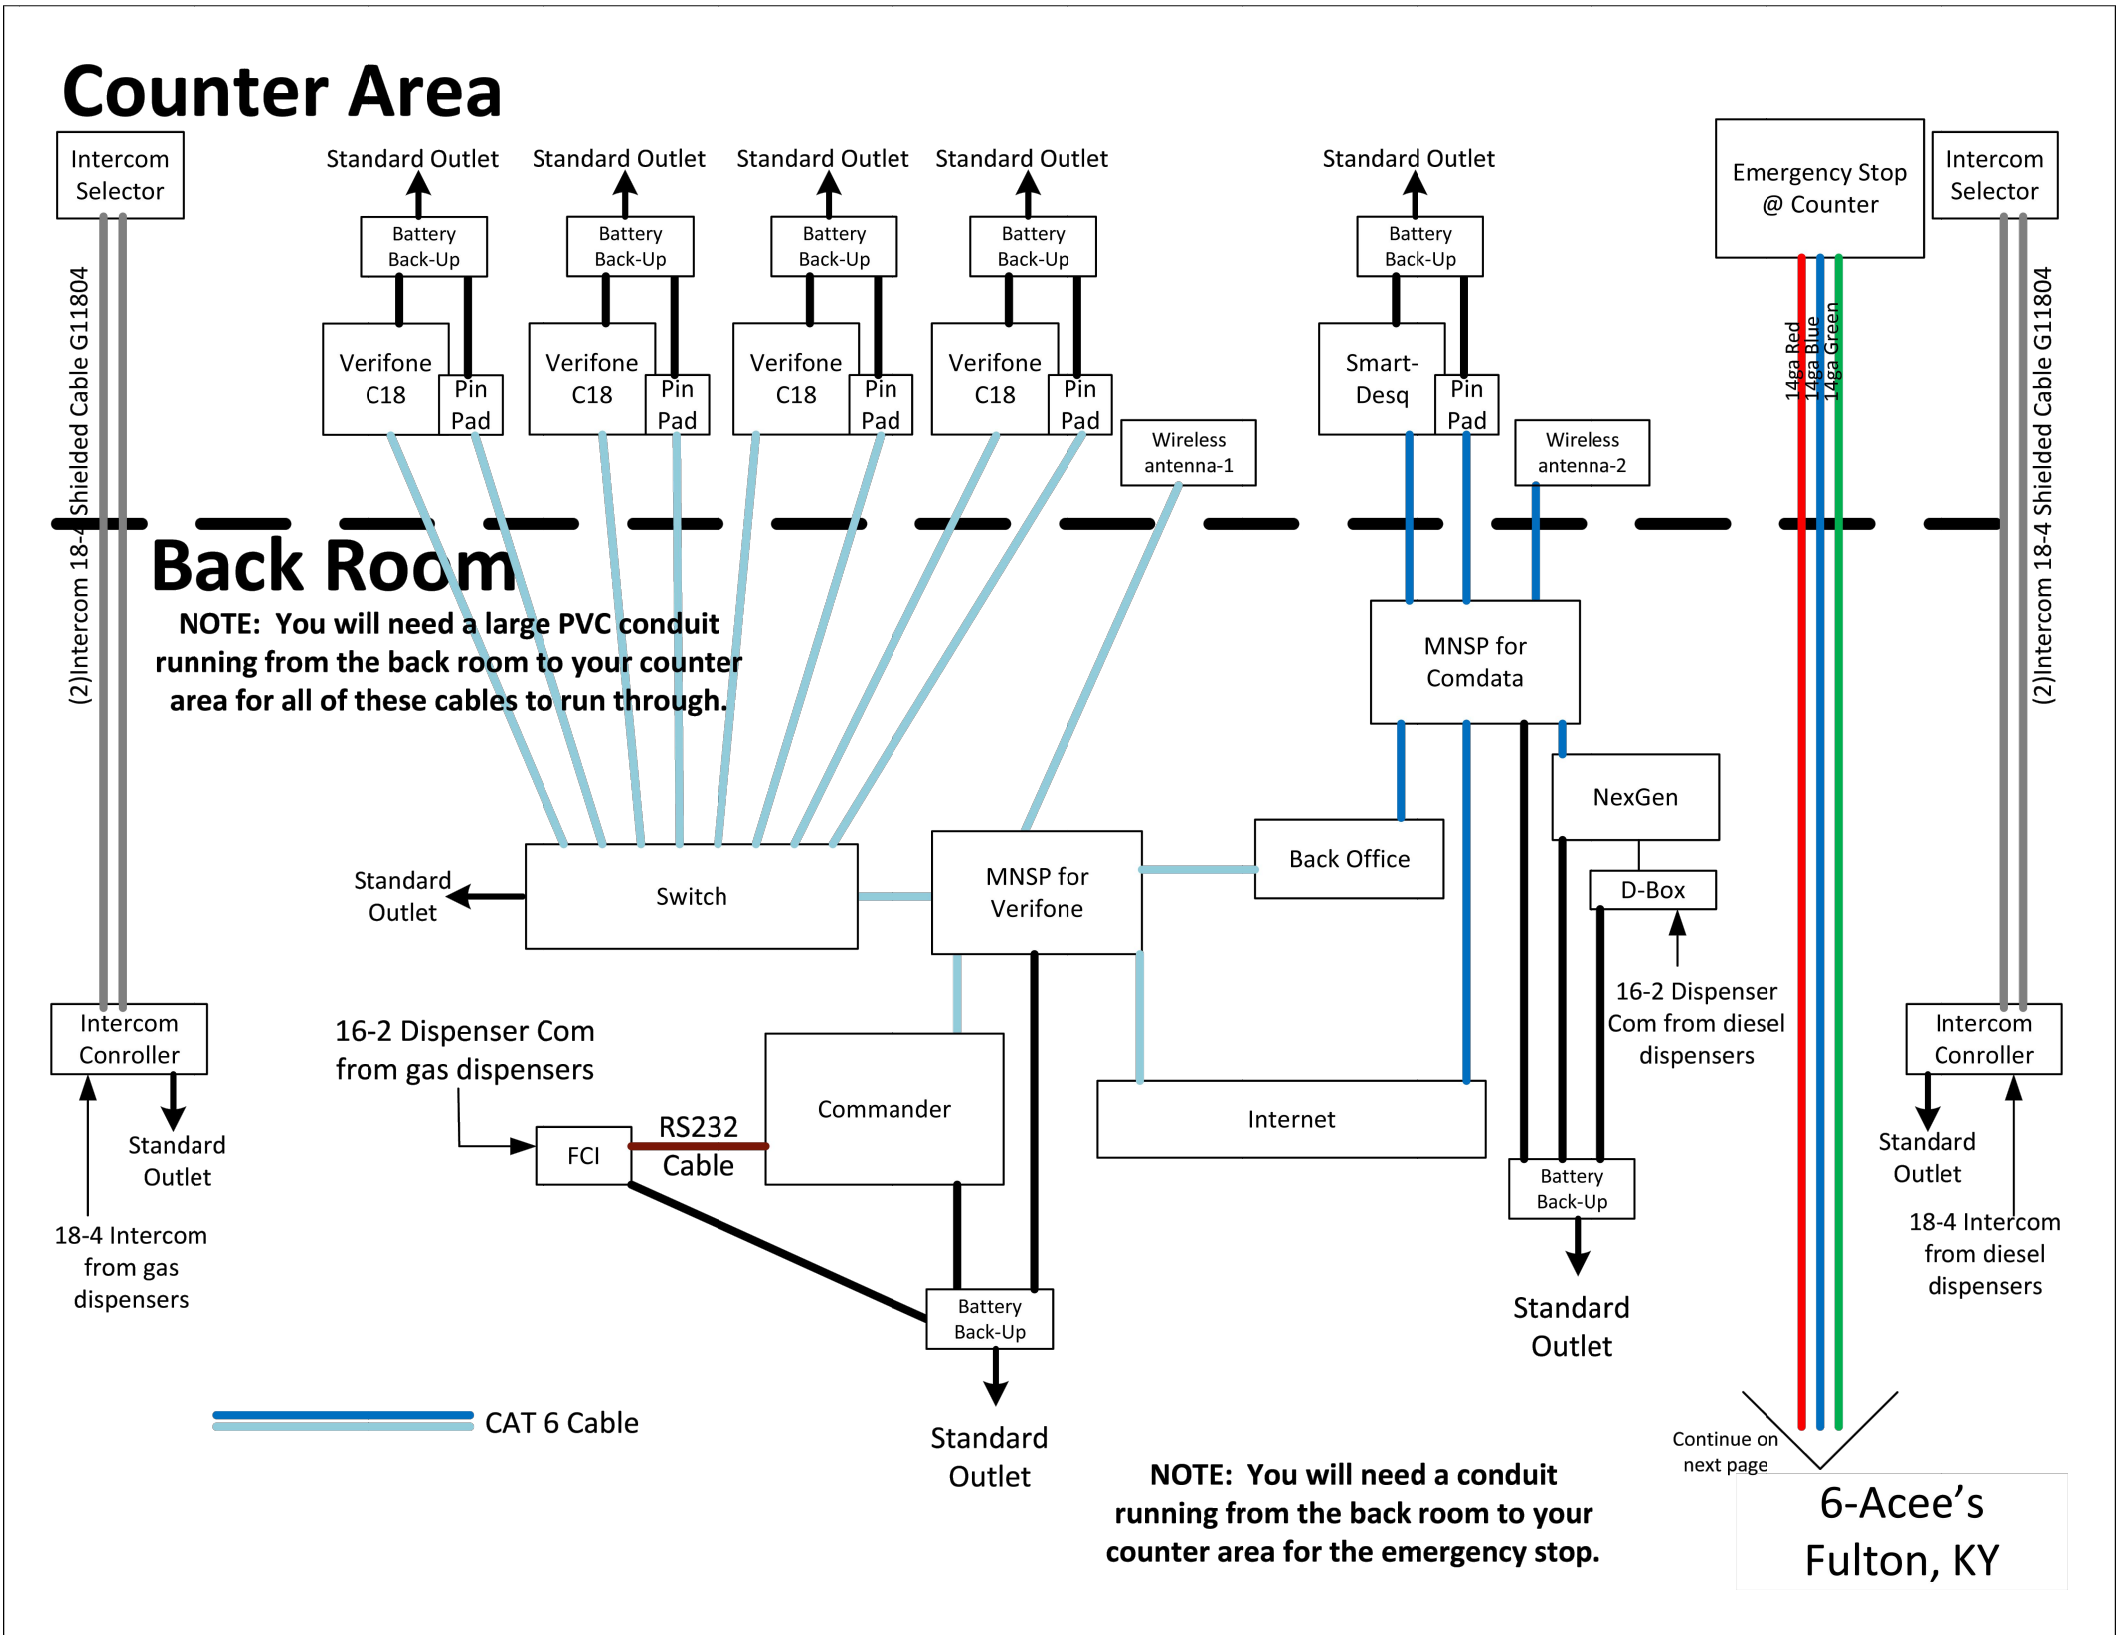 Counter Area
Intercom
Selector
Standard Outlet
Standard Outlet
Standard Outlet
Standard Outlet
Standard Outlet
Emergency Stop
@ Counter
Intercom
Selector
Battery
Back-Up
Battery
Back-Up
Battery
Back-Up
Battery
Back-Up
Battery
Back-Up
(2)Intercom 18-4 Shielded Cable G11804
Verifone
C18
Pin
Pad
Verifone
C18
Pin
Pad
Verifone
C18
Pin
Pad
Verifone
C18
Pin
Pad
Smart-
Desq
Pin
Pad
14ga Red
14ga Blue
14ga Green
(2)Intercom 18-4 Shielded Cable G11804
Wireless
antenna-1
Wireless
antenna-2
Back Room
NOTE:  You will need a large PVC conduit
running from the back room to your counter
area for all of these cables to run through.
MNSP for
Comdata
NexGen
Back Office
D-Box
Standard
Outlet
Switch
MNSP for
Verifone
16-2 Dispenser
Com from diesel
dispensers
Intercom
Conroller
16-2 Dispenser Com
from gas dispensers
Intercom
Conroller
Commander
Internet
RS232
Cable
FCI
Standard
Outlet
Battery
Back-Up
Standard
Outlet
18-4 Intercom
from gas
dispensers
18-4 Intercom
from diesel
dispensers
Battery
Back-Up
Standard
Outlet
CAT 6 Cable
Standard
Outlet
Continue on
next page
NOTE:  You will need a conduit
running from the back room to your
counter area for the emergency stop.
6-Acee’s
Fulton, KY